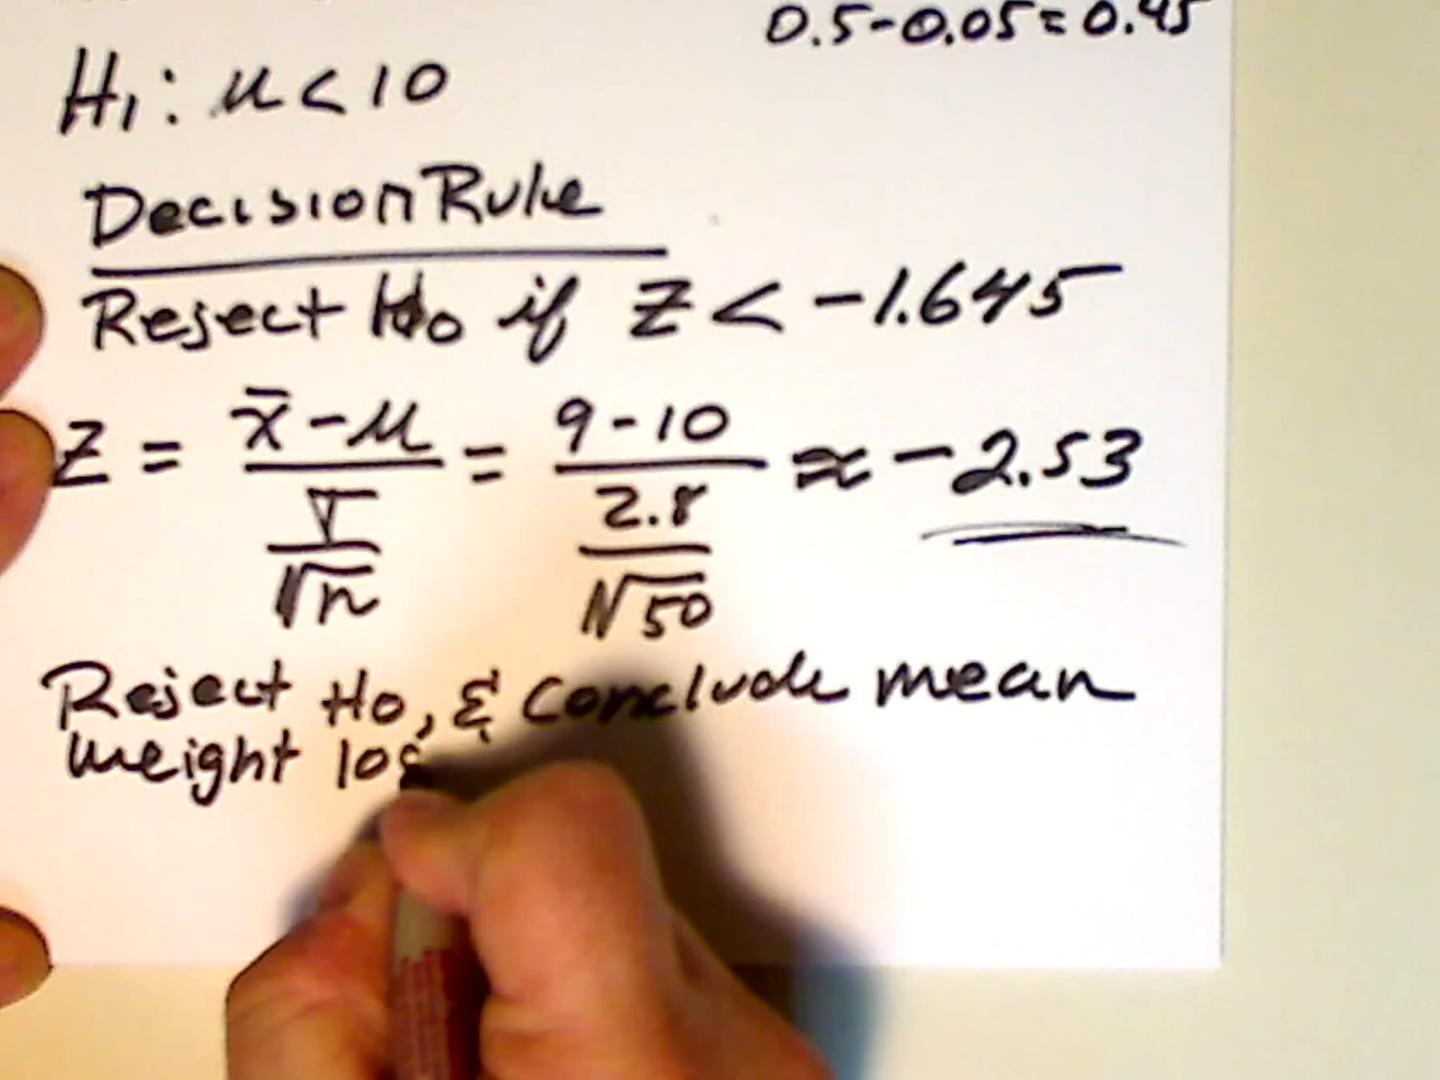 0.5-0.05=0.45
H₁: μ<10
Decision Rule
Reject H₀ if Z < -1.645
Z = x̄-μ / σ/√n = 9-10 / 2.8/√50 ≈ -2.53
Reject H₀, & Conclude mean
weight los